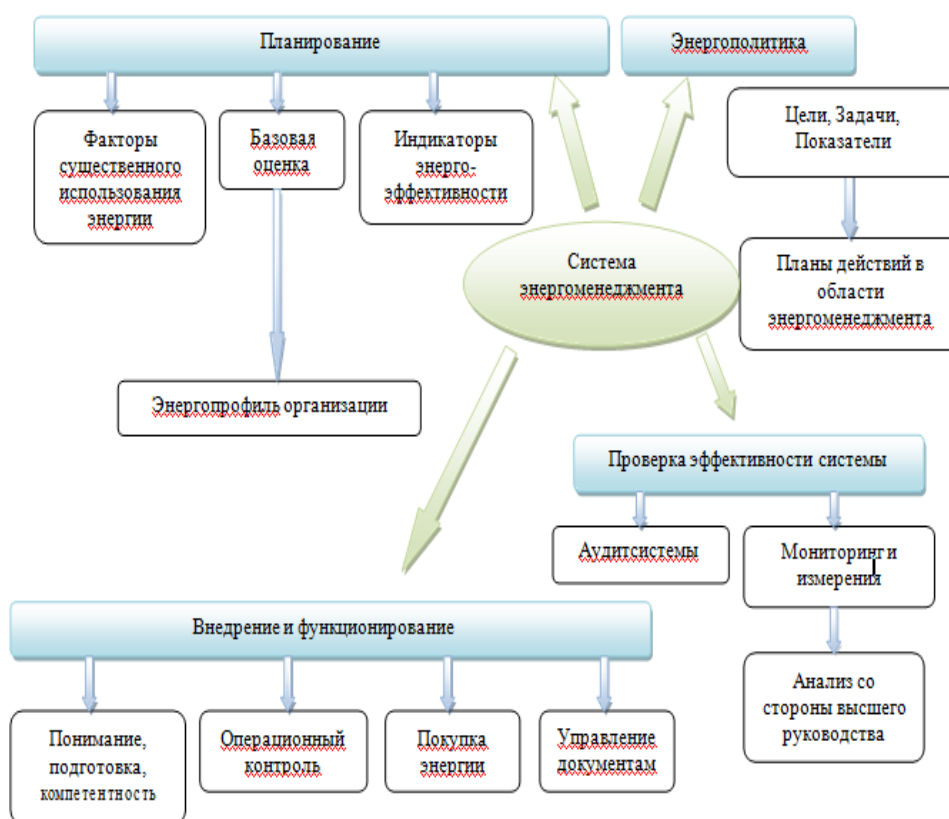 Планирование
Энергополитика
Факторы
существенного
использования
энергии
Базовая
оценка
Индикаторы
энерго-
эффективности
Цели, Задачи,
Показатели
Система
энергоменеджмента
Планы действий в
области
энергоменеджмента
Энергопрофиль организации
Проверка эффективности системы
Аудитсистемы
Мониторинг и
измерения
Анализ со
стороны высшего
руководства
Внедрение и функционирование
Понимание,
подготовка,
компетентность
Операционный
контроль
Покупка
энергии
Управление
документам